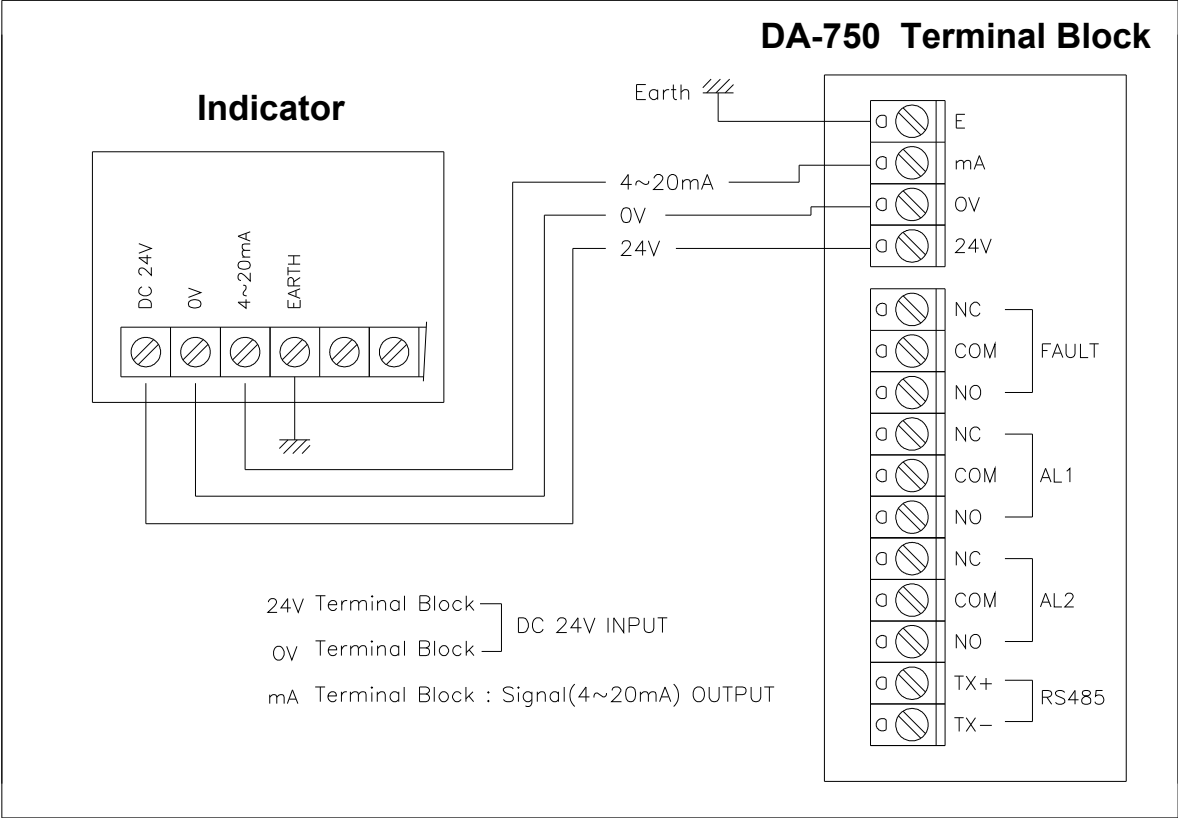 DA-750 Terminal Block
Indicator
Earth
E
mA
4~20mA
0V
0V
24V
24V
DC 24V
0V
4~20mA
EARTH
NC
COM
FAULT
NO
NC
COM
AL1
NO
NC
COM
AL2
NO
TX+
RS485
TX-
24V Terminal Block
DC 24V INPUT
0V Terminal Block
mA Terminal Block : Signal(4~20mA) OUTPUT